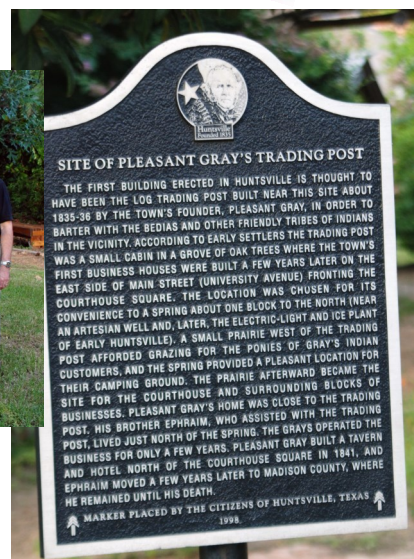 Huntsville
Founded 1835
SITE OF PLEASANT GRAY'S TRADING POST
THE FIRST BUILDING ERECTED IN HUNTSVILLE IS THOUGHT TO
HAVE BEEN THE LOG TRADING POST BUILT NEAR THIS SITE ABOUT
1835-36 BY THE TOWN'S FOUNDER, PLEASANT GRAY, IN ORDER TO
BARTER WITH THE BEDIAS AND OTHER FRIENDLY TRIBES OF INDIANS
IN THE VICINITY. ACCORDING TO EARLY SETTLERS THE TRADING POST
WAS A SMALL CABIN IN A GROVE OF OAK TREES WHERE THE TOWN'S
FIRST BUSINESS HOUSES WERE BUILT A FEW YEARS LATER ON THE
EAST SIDE OF MAIN STREET (UNIVERSITY AVENUE) FRONTING THE
COURTHOUSE SQUARE. THE LOCATION WAS CHOSEN FOR ITS
CONVENIENCE TO A SPRING ABOUT ONE BLOCK TO THE NORTH (NEAR
AN ARTESIAN WELL AND, LATER, THE ELECTRIC-LIGHT AND ICE PLANT
OF EARLY HUNTSVILLE). A SMALL PRAIRIE WEST OF THE TRADING
POST AFFORDED GRAZING FOR THE PONIES OF GRAY'S INDIAN
CUSTOMERS, AND THE SPRING PROVIDED A PLEASANT LOCATION FOR
THEIR CAMPING GROUND. THE PRAIRIE AFTERWARD BECAME THE
SITE FOR THE COURTHOUSE AND SURROUNDING BLOCKS OF
BUSINESSES. PLEASANT GRAY'S HOME WAS CLOSE TO THE TRADING
POST. HIS BROTHER EPHRAIM, WHO ASSISTED WITH THE TRADING
POST, LIVED JUST NORTH OF THE SPRING. THE GRAYS OPERATED THE
BUSINESS FOR ONLY A FEW YEARS. PLEASANT GRAY BUILT A TAVERN
AND HOTEL NORTH OF THE COURTHOUSE SQUARE IN 1841, AND
EPHRAIM MOVED A FEW YEARS LATER TO MADISON COUNTY, WHERE
HE REMAINED UNTIL HIS DEATH.
MARKER PLACED BY THE CITIZENS OF HUNTSVILLE, TEXAS
1998